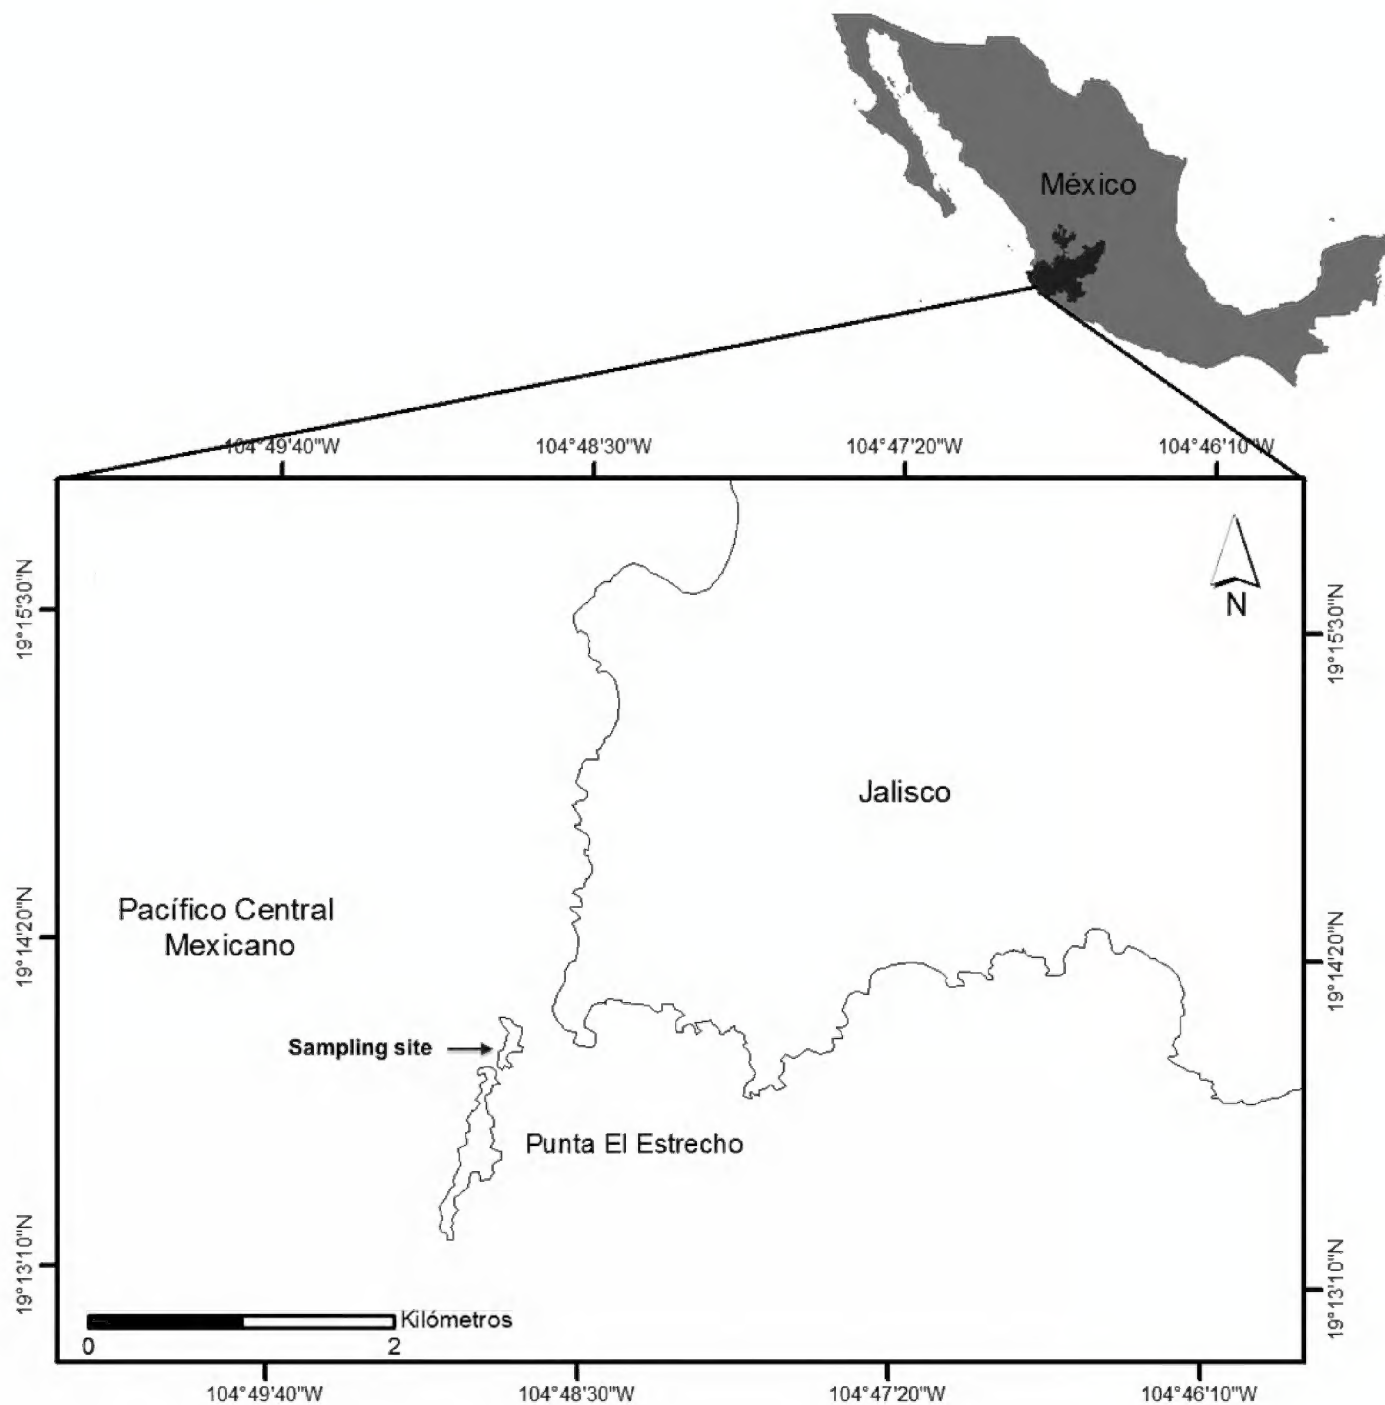 México
104°49'40"W
104°48'30"W
104°47'20"W
104°46'10"W
N
19°15'30"N
19°15'30"N
Jalisco
Pacífico Central
Mexicano
19°14'20"N
19°14'20"N
Sampling site
Punta El Estrecho
19°13'10"N
19°13'10"N
Kilómetros
0
2
104°49'40"W
104°48'30"W
104°47'20"W
104°46'10"W